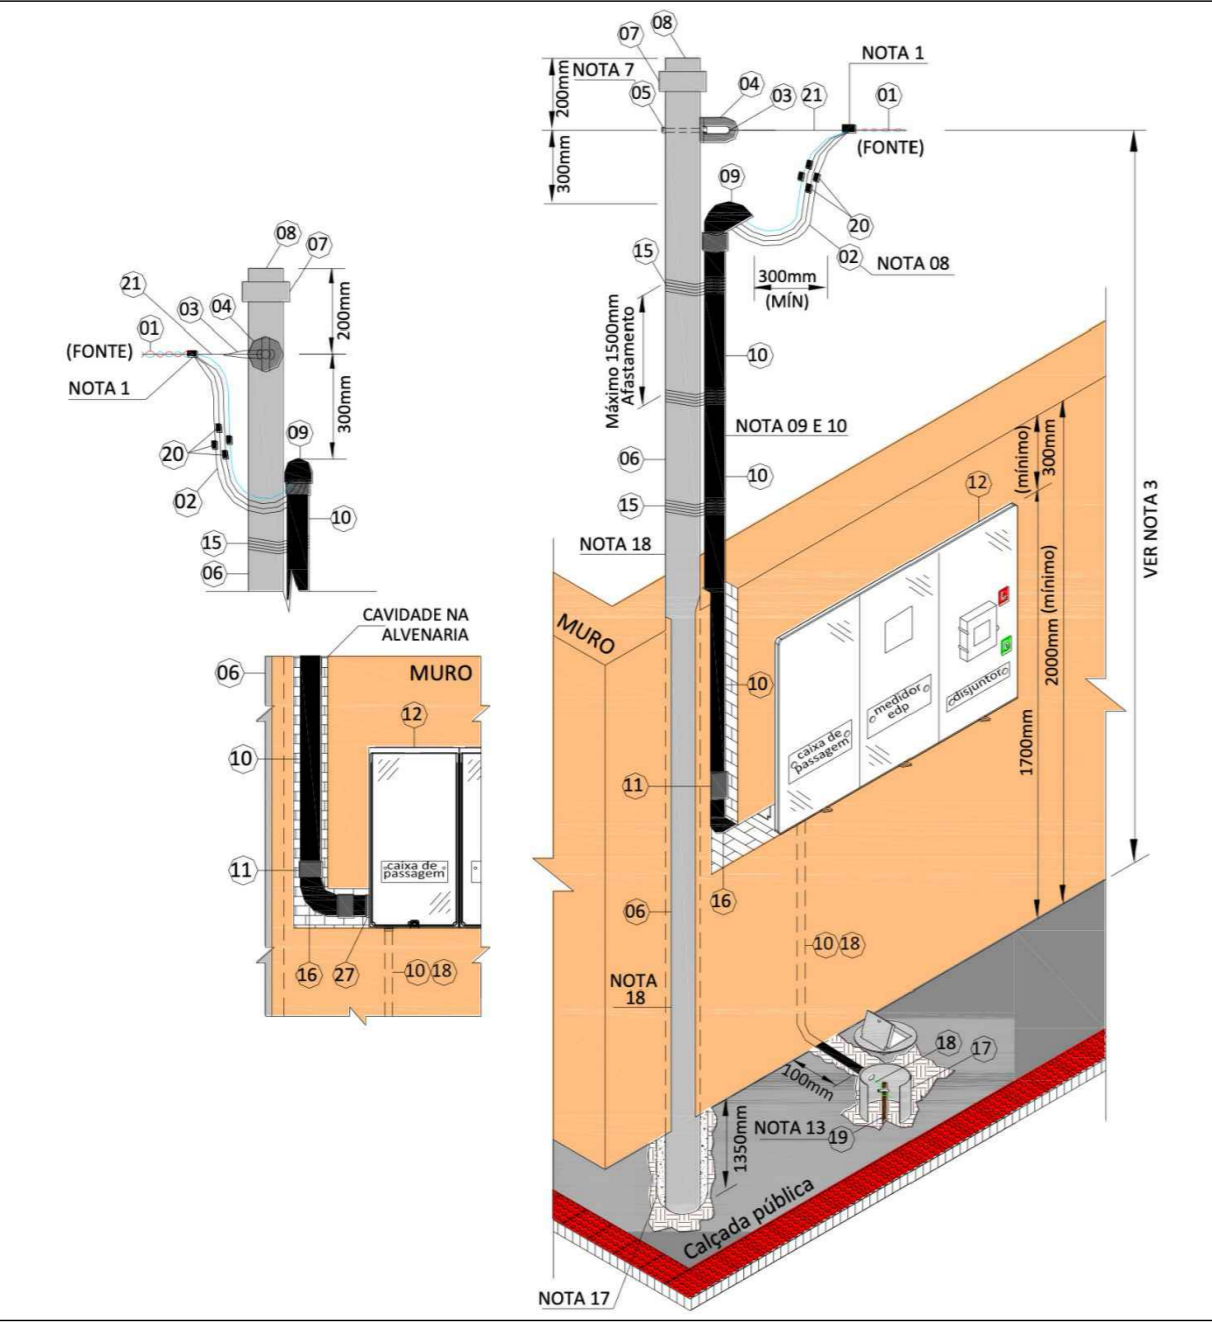 08
07
NOTA 7
200mm
05
04
03
21
NOTA 1
01
(FONTE)
300mm
09
20
02
NOTA 08
300mm
(MÍN)
15
Máximo 1500mm
Afastamento
10
NOTA 09 E 10
06
10
15
NOTA 18
(mínimo)
300mm
12
VER NOTA 3
2000mm (mínimo)
1700mm
MURO
caixa de
passagem
medidor
edp
disjuntor
10
11
16
06
10
18
NOTA
18
100mm
18
17
NOTA 13
19
1350mm
Calçada pública
NOTA 17
08
07
21
03
04
01
(FONTE)
NOTA 1
200mm
300mm
09
20
02
10
15
06
CAVIDADE NA
ALVENARIA
06
MURO
12
10
11
caixa de
passagem
16
27
10
18